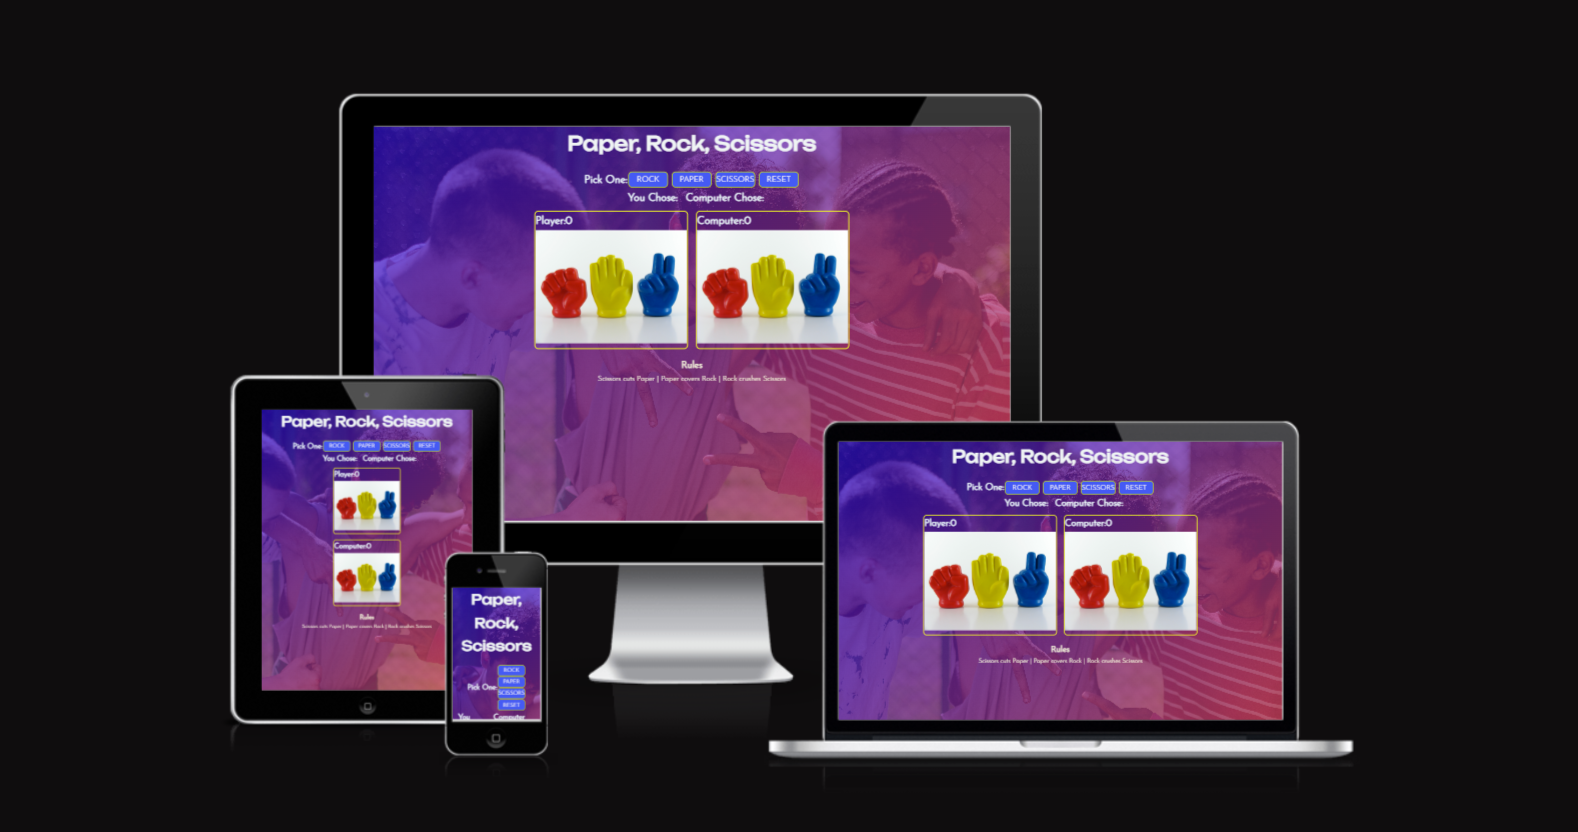 Paper, Rock, Scissors
Pick One: ROCK PAPER SCISSORS RESET
You Chose: Computer Chose:
Player:0 Computer:0
Rules
Scissors cuts Paper | Paper covers Rock | Rock crushes Scissors
Paper, Rock, Scissors
Pick One: ROCK PAPER SCISSORS RESET
You Chose: Computer Chose:
Player:0
Computer:0
Rules
Scissors cuts Paper | Paper covers Rock | Rock crushes Scissors
Paper,
Rock,
Scissors
ROCK
PAPER
Pick One:
SCISSORS
RESET
You Computer
Paper, Rock, Scissors
Pick One: ROCK PAPER SCISSORS RESET
You Chose: Computer Chose:
Player:0 Computer:0
Rules
Scissors cuts Paper | Paper covers Rock | Rock crushes Scissors